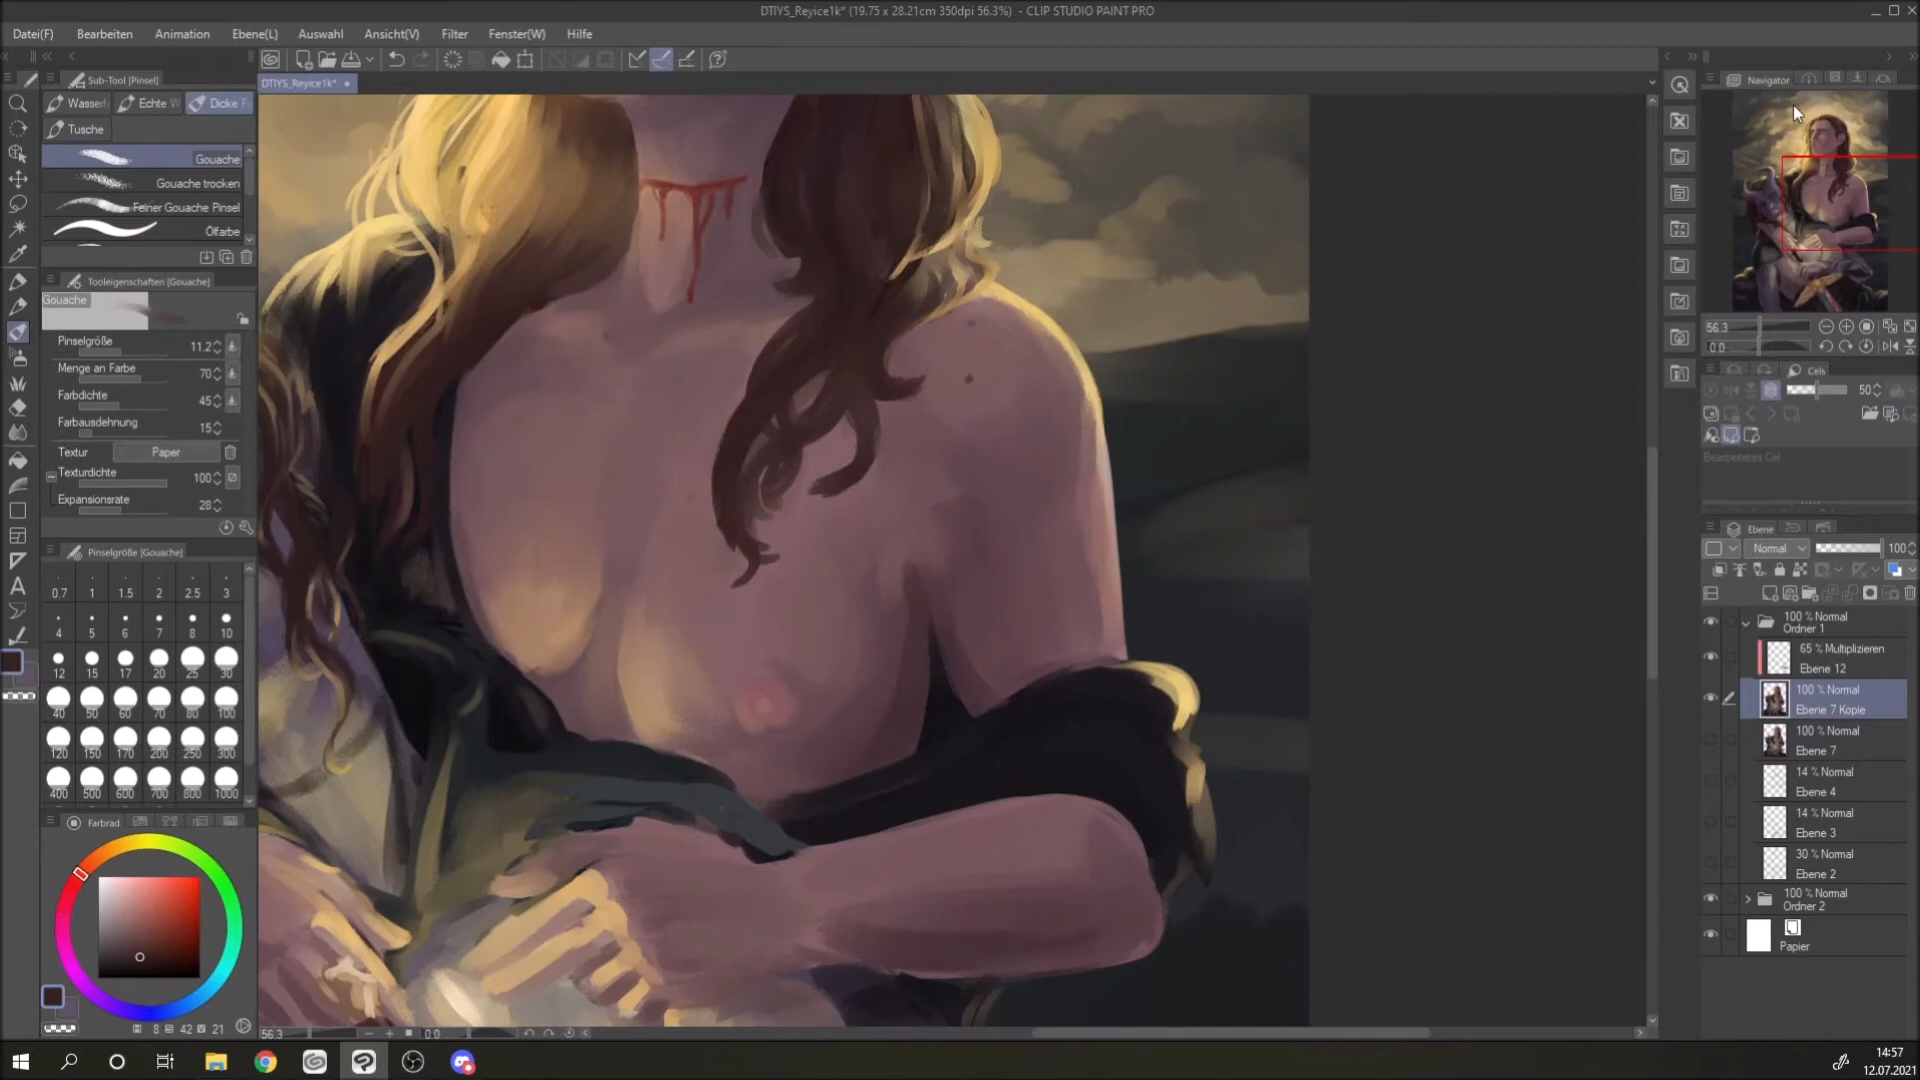 DTIYS_Reyice1k* (19.75 x 28.21cm 350dpi 56.3%) - CLIP STUDIO PAINT PRO
Datei(F) Bearbeiten Animation Ebene(L) Auswahl Ansicht(V) Filter Fenster(W) Hilfe
Sub-Tool [Pinsel]
DTIYS_Reyice1k*
Navigator
Wasserf Echte W Dicke F
Tusche
Gouache
Gouache trocken
Feiner Gouache Pinsel
Ölfarbe
Tooleigenschaften [Gouache]
Gouache
Pinselgröße 11.2
Menge an Farbe 70
Farbdichte 45
Farbausdehnung 15
Textur Paper
Texturdichte 100
Expansionsrate 28
Pinselgröße [Gouache]
0.7 1 1.5 2 2.5 3
4 5 6 7 8 10
12 15 17 20 25 30
40 50 60 70 80 100
120 150 170 200 250 300
400 500 600 700 800 1000
Farbrad
8 42 21
56.3
0.0
56.3
0.0
Cels
50
Bearbeitetes Cel
Ebene
Normal 100
100 % Normal
Ordner 1
65 % Multiplizieren
Ebene 12
100 % Normal
Ebene 7 Kopie
100 % Normal
Ebene 7
14 % Normal
Ebene 4
14 % Normal
Ebene 3
30 % Normal
Ebene 2
100 % Normal
Ordner 2
Papier
14:57
12.07.2021